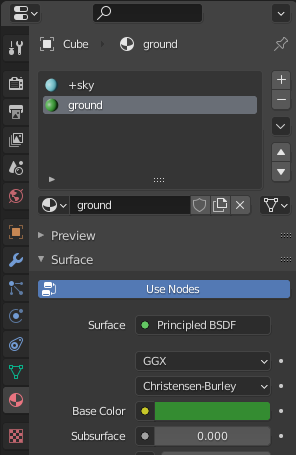 Cube ground
+sky
ground
ground
Preview
Surface
Use Nodes
Surface Principled BSDF
GGX
Christensen-Burley
Base Color
Subsurface 0.000